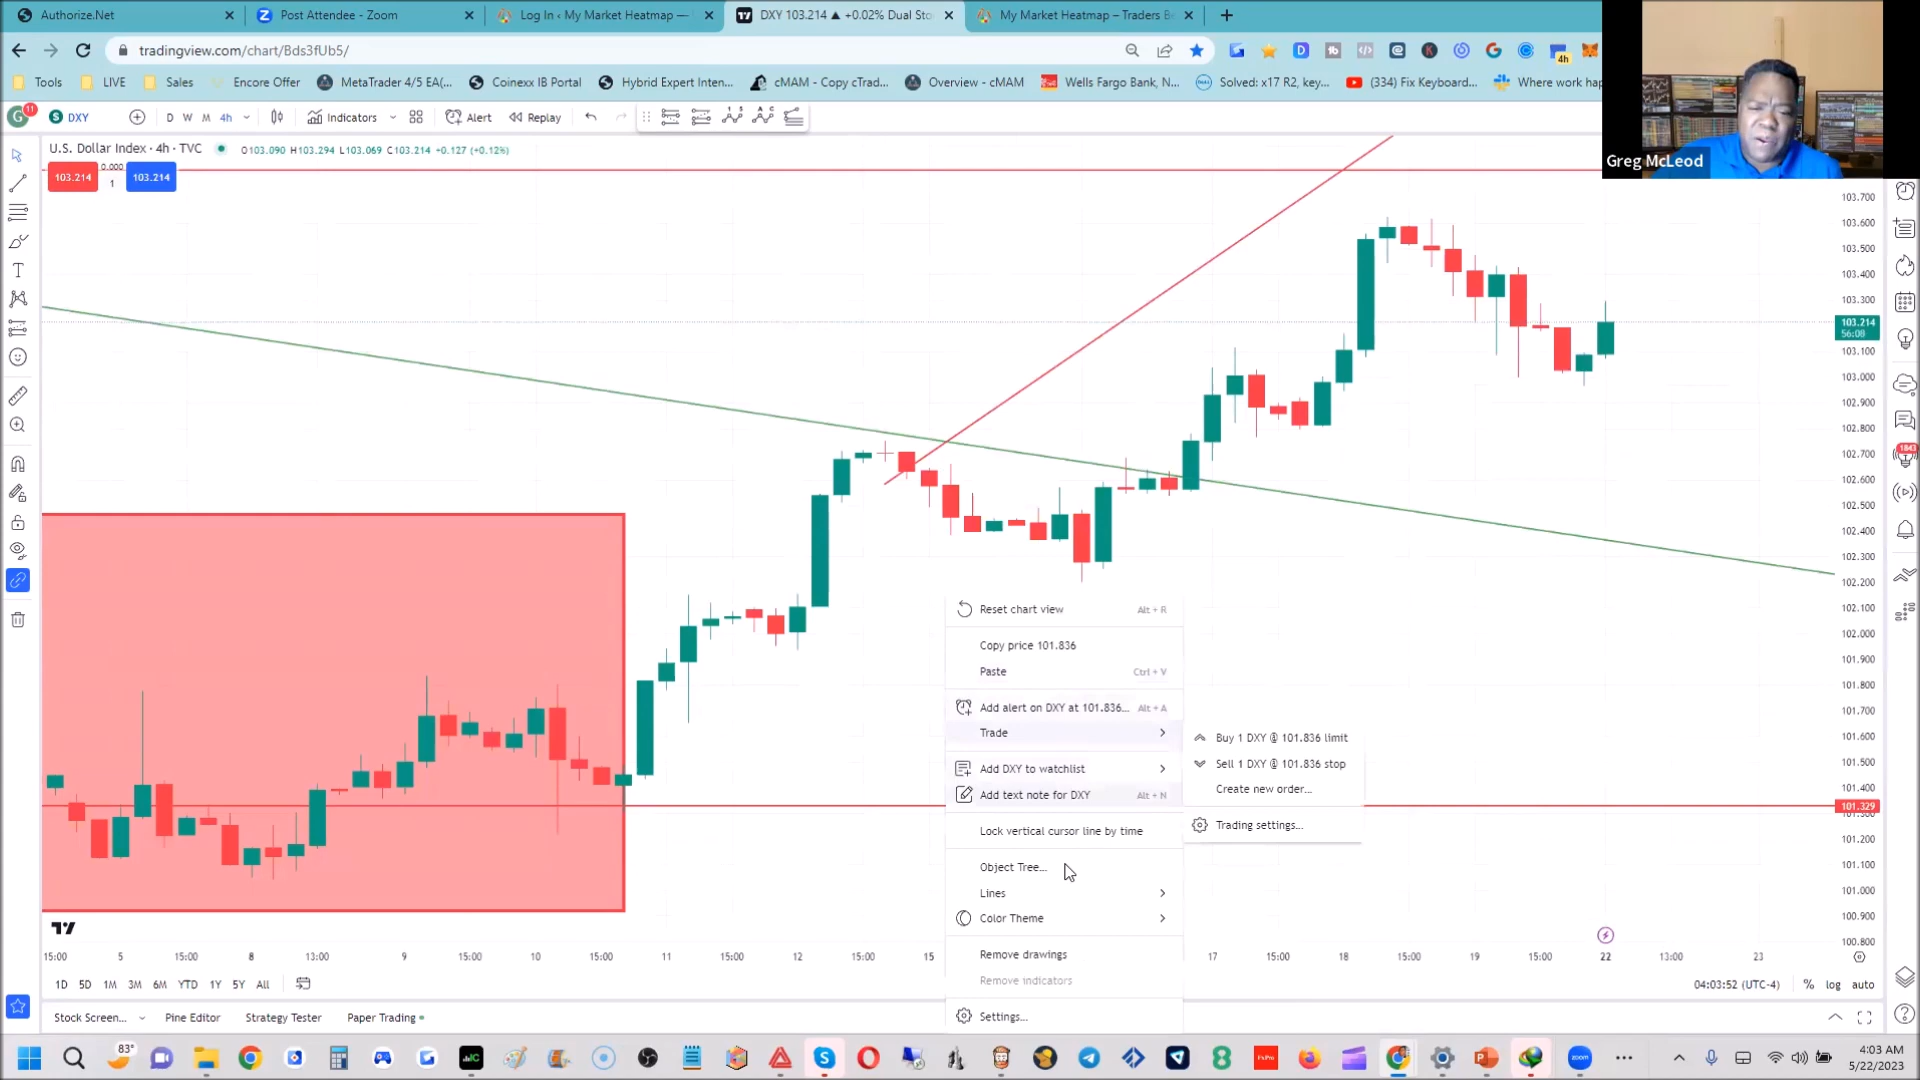 Authorize.Net
Post Attendee - Zoom
Log In ‹ My Market Heatmap —
DXY 103.214 ▲ +0.02% Dual Sto
My Market Heatmap – Traders B
tradingview.com/chart/Bds3fUb5/
4h
Tools
LIVE
Sales
Encore Offer
MetaTrader 4/5 EA(...
Coinexx IB Portal
Hybrid Expert Inten...
cMAM - Copy cTrad...
Overview - cMAM
Wells Fargo Bank, N...
Solved: x17 R2, key...
(334) Fix Keyboard...
Where work hap
Greg McLeod
G
11
DXY
D
W
M
4h
Indicators
Alert
Replay
U.S. Dollar Index · 4h · TVC
O103.090 H103.294 L103.069 C103.214 +0.127 (+0.12%)
103.214
0.000
1
103.214
103.700
103.600
103.500
103.400
103.300
103.214
56:08
103.100
103.000
102.900
102.800
102.700
102.600
102.500
102.400
102.300
102.200
102.100
102.000
101.900
101.800
101.700
101.600
101.500
101.400
101.329
101.300
101.200
101.100
101.000
100.900
100.800
1843
Reset chart view
Alt + R
Copy price 101.836
Paste
Ctrl + V
Add alert on DXY at 101.836...
Alt + A
Trade
Add DXY to watchlist
Add text note for DXY
Alt + N
Lock vertical cursor line by time
Object Tree...
Lines
Color Theme
Remove drawings
Remove indicators
Settings...
Buy 1 DXY @ 101.836 limit
Sell 1 DXY @ 101.836 stop
Create new order...
Trading settings...
15:00
5
15:00
8
13:00
9
15:00
10
15:00
11
15:00
12
15:00
15
17
15:00
18
15:00
19
15:00
22
13:00
23
1D
5D
1M
3M
6M
YTD
1Y
5Y
All
04:03:52 (UTC-4)
%
log
auto
Stock Screen...
Pine Editor
Strategy Tester
Paper Trading
83°
4:03 AM
5/22/2023